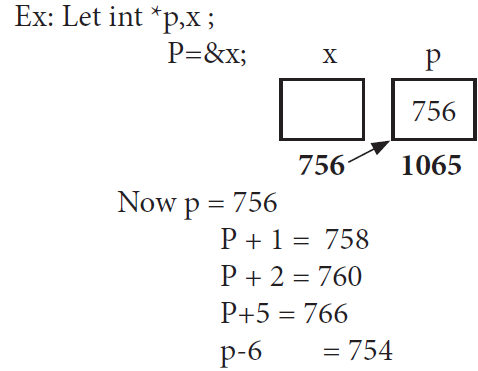 Ex: Let int *p,x ;
P=&x;
x p
756
756 1065
Now p = 756
P + 1 = 758
P + 2 = 760
P+5 = 766
p-6 = 754